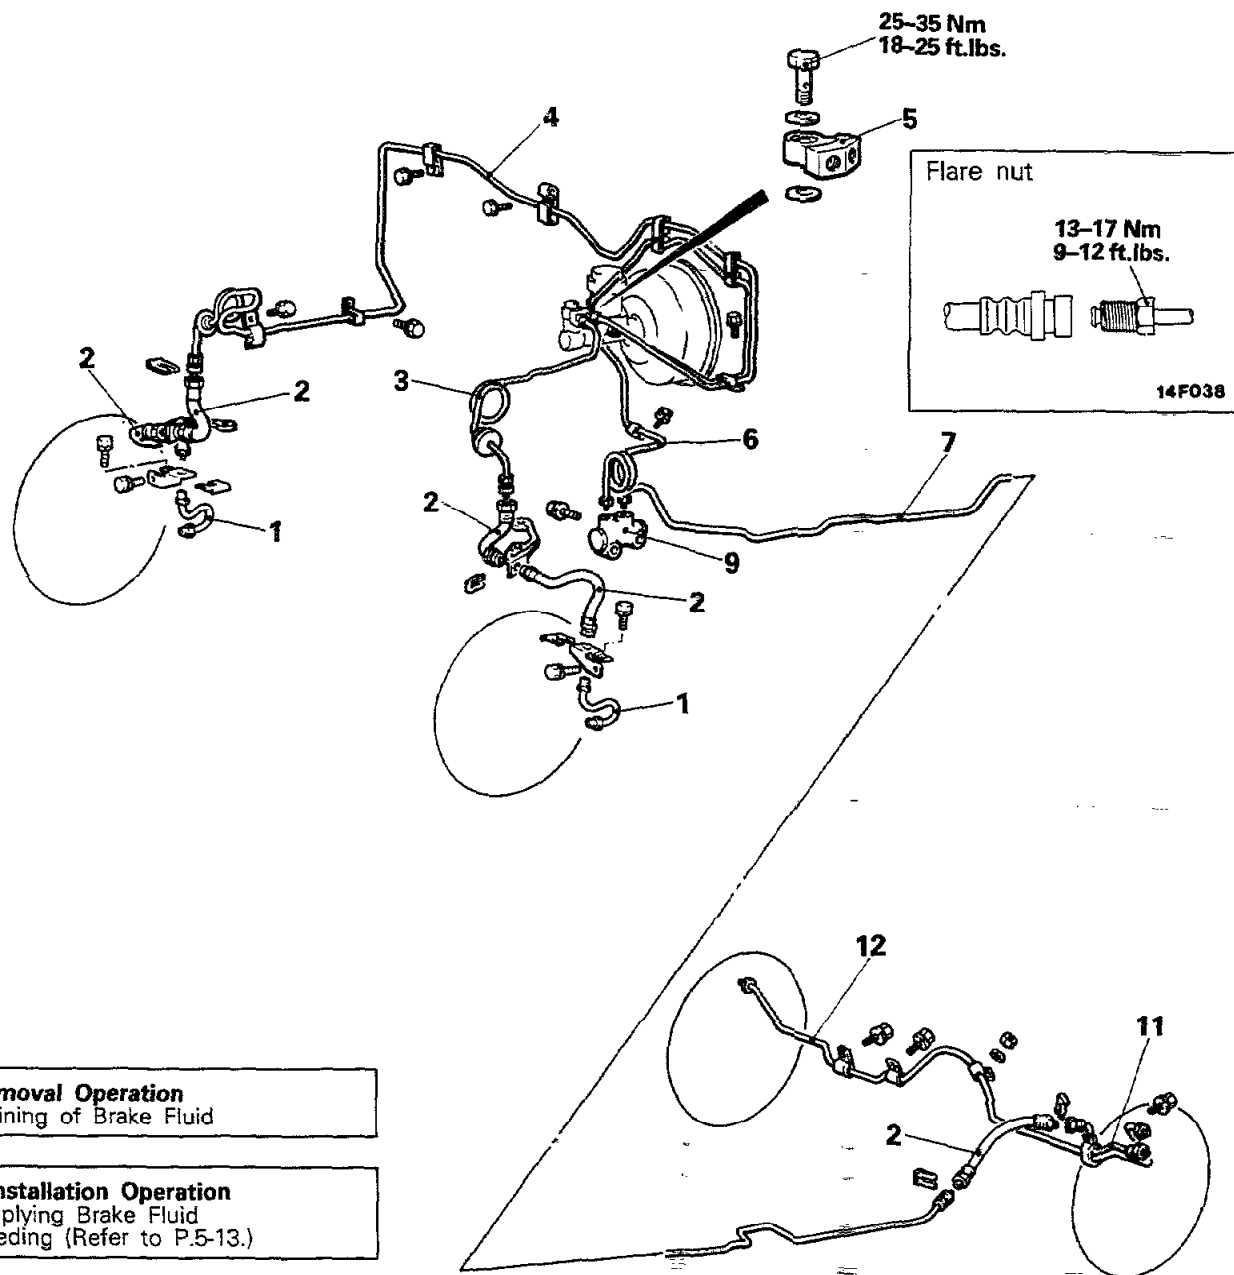 25–35 Nm
18–25 ft.lbs.
5
4
Flare nut
13–17 Nm
9–12 ft.lbs.
14F038
2
2
3
6
7
2
1
9
2
1
12
11
2
moval Operation
ining of Brake Fluid
nstallation Operation
plying Brake Fluid
eding (Refer to P.5-13.)